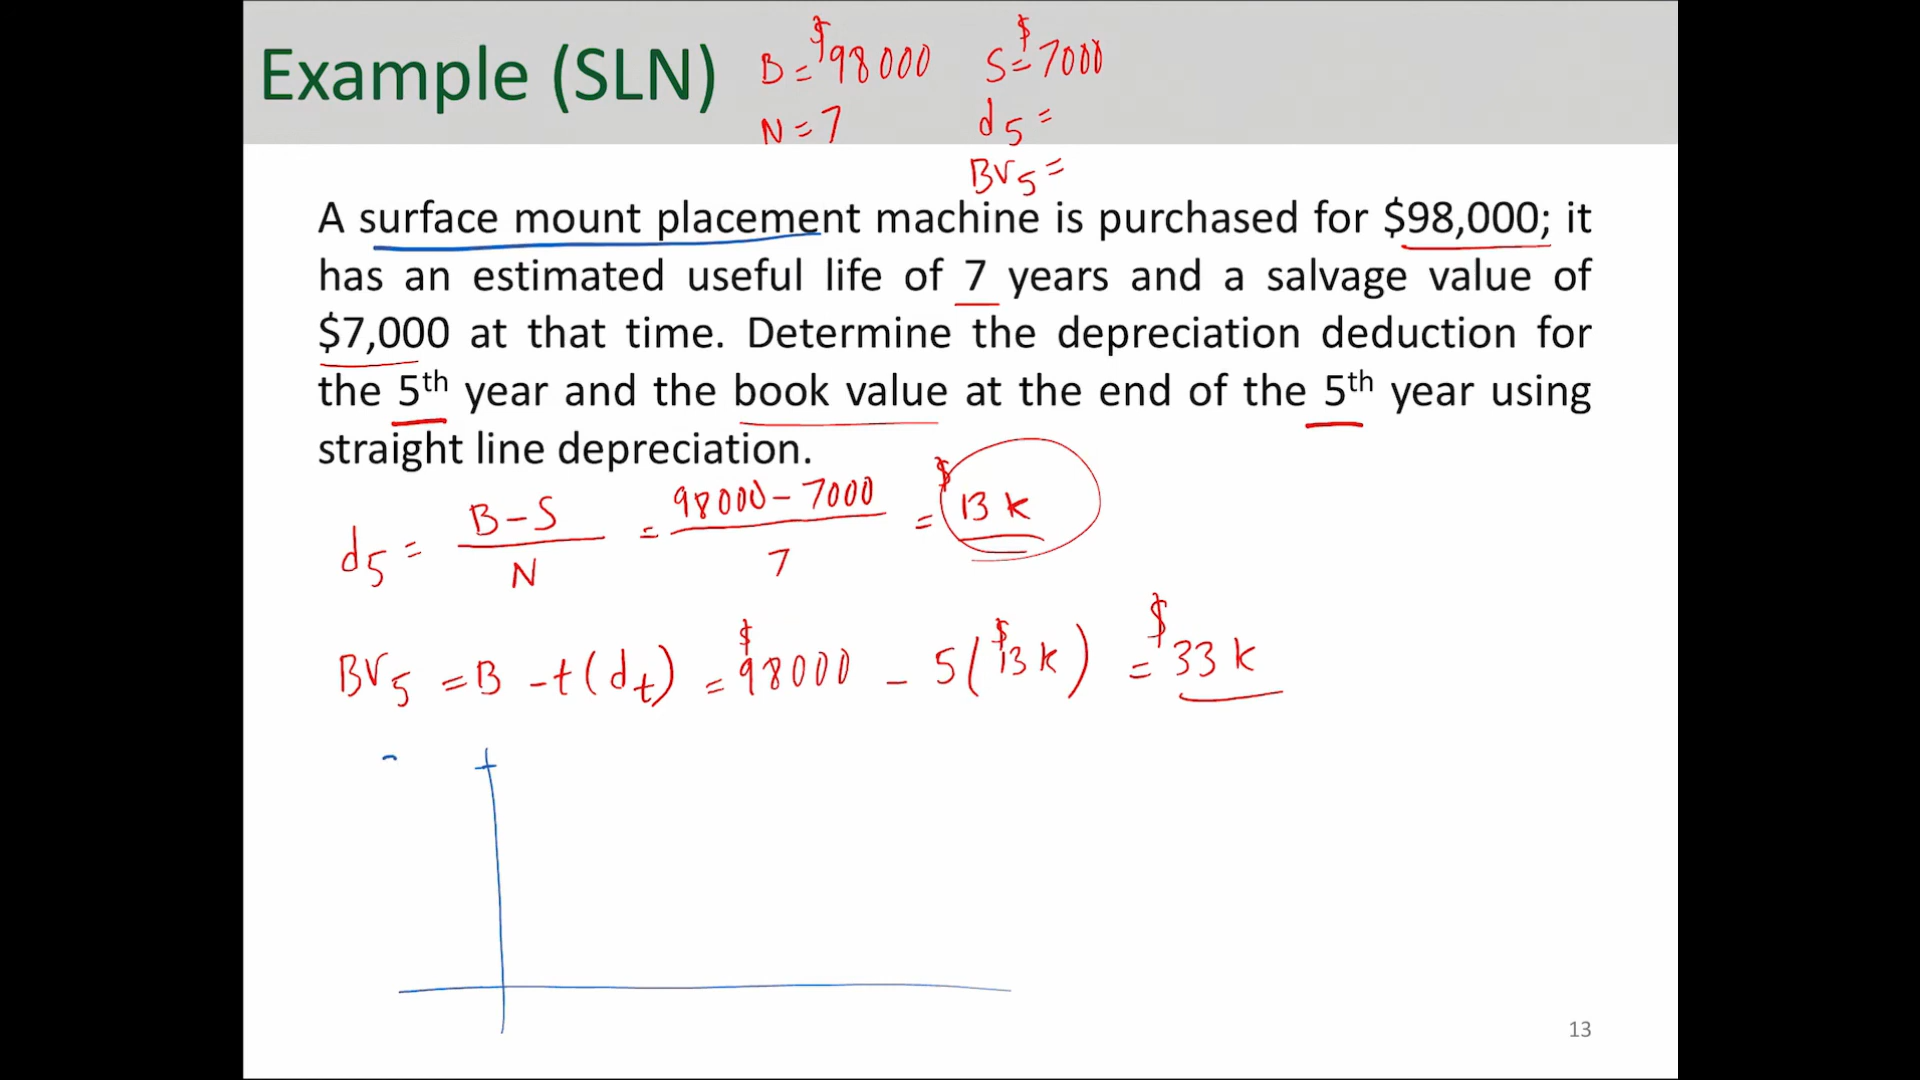 Example (SLN)
B = $98000
S = $7000
N = 7
d5 =
BV5 =
A surface mount placement machine is purchased for $98,000; it
has an estimated useful life of 7 years and a salvage value of
$7,000 at that time. Determine the depreciation deduction for
the 5th year and the book value at the end of the 5th year using
straight line depreciation.
d5 = B-S / N = 98000 - 7000 / 7 = $13k
BV5 = B - t(dt) = $98000 - 5($13k) = $33k
13